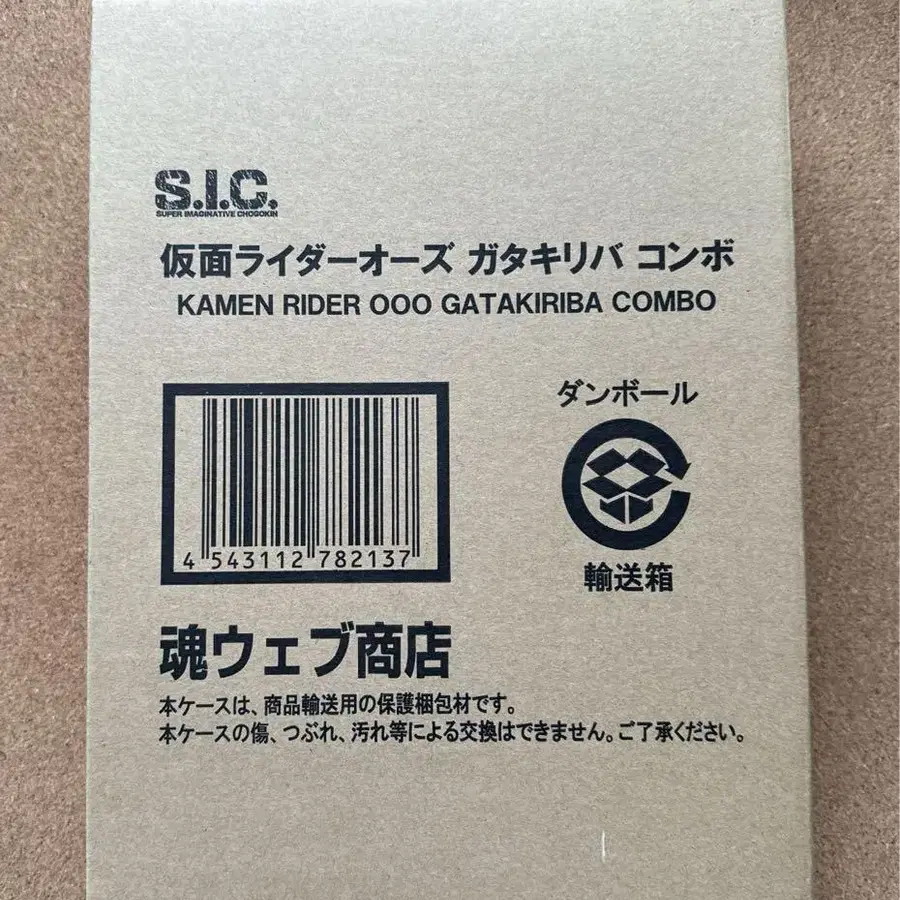 S.I.C.
SUPER IMAGINATIVE CHOGOKIN
仮面ライダーオーズ ガタキリバ コンボ
KAMEN RIDER OOO GATAKIRIBA COMBO
4 543112 782137
ダンボール
輸送箱
魂ウェブ商店
本ケースは、商品輸送用の保護梱包材です。
本ケースの傷、つぶれ、汚れ等による交換はできません。ご了承ください。